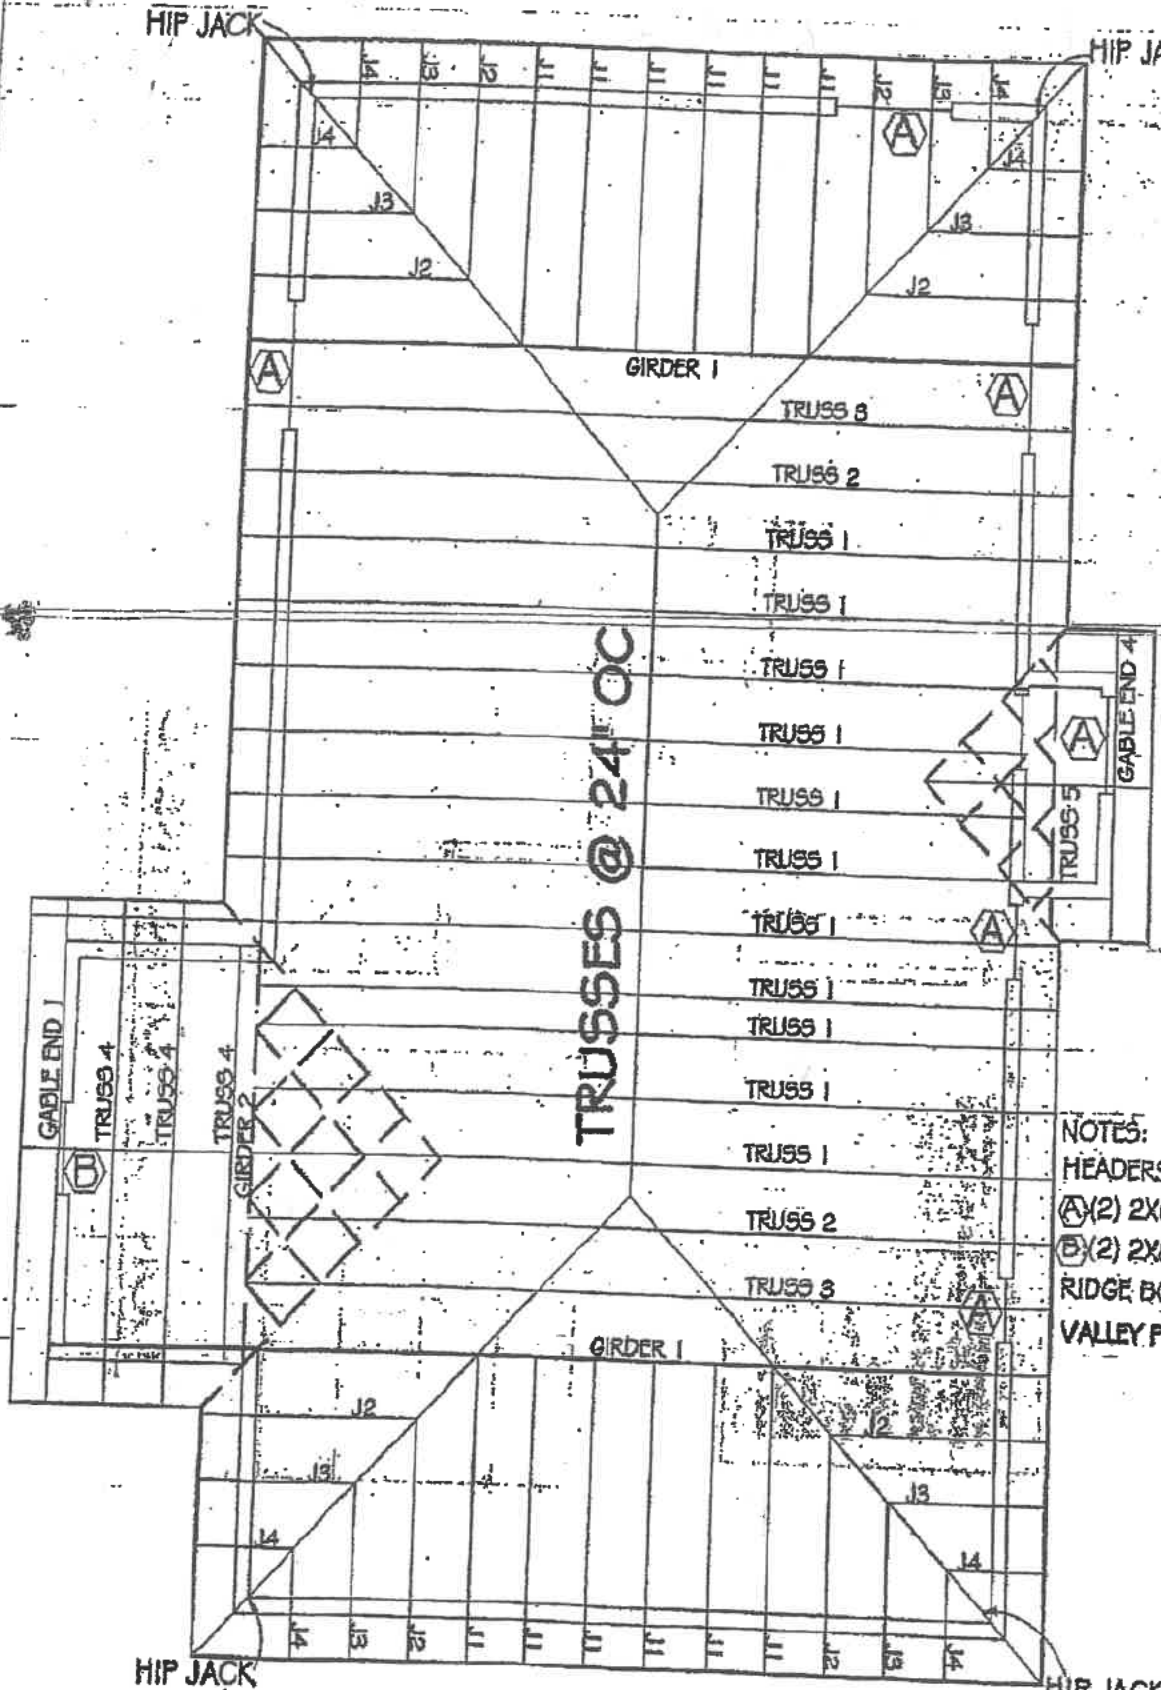 HIP JACK
HIP JA
J4 J3 J2 J1 J1 J1 J1 J1 J1 J2 J3 J4
A
J4
J4
J3
J3
J2
J2
GIRDER 1
A
A
TRUSS 3
TRUSS 2
TRUSS 1
TRUSS 1
TRUSS 1
TRUSS 1
TRUSS 1
TRUSS 1
TRUSS 1
TRUSS 1
TRUSS 1
TRUSS 1
TRUSS 1
TRUSS 2
TRUSS 3
TRUSSES @ 24" OC
GABLE END 4
A
TRUSS 5
A
GABLE END 1
B
TRUSS 4
TRUSS 4
TRUSS 4
GIRDER 2
A
NOTES:
HEADERS
A (2) 2X
B (2) 2X
RIDGE BO
VALLEY P
GIRDER 1
J2
J2
J3
J3
J4
J4
J4 J3 J2 J1 J1 J1 J1 J1 J1 J2 J3 J4
HIP JACK
HIP JACK